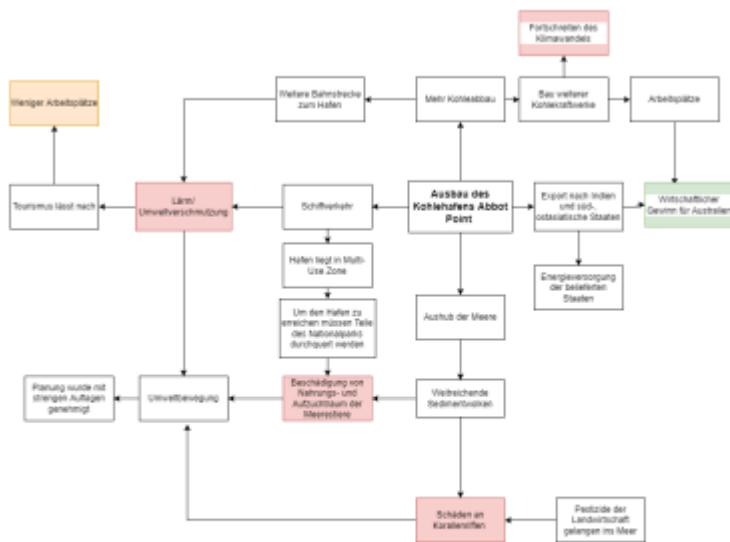 Fortschreiten des
Klimawandels
Weniger Arbeitsplätze
Weitere Bahnstrecke
zum Hafen
Mehr Kohleabbau
Bau weiterer
Kohlekraftwerke
Arbeitsplätze
Tourismus lässt nach
Lärm/
Umweltverschmutzung
Schiffverkehr
Ausbau des
Kohlehafens Abbot
Point
Export nach Indien
und süd-,
ostasiatische Staaten
Wirtschaftlicher
Gewinn für Australien
Hafen liegt in Multi-
Use Zone
Energieversorgung
der belieferten
Staaten
Um den Hafen zu
erreichen müssen Teile
des Nationalparks
durchquert werden
Aushub der Meere
Planung wurde mit
strengen Auflagen
genehmigt
Umweltbewegung
Beschädigung von
Nahrungs- und
Aufzuchtraum der
Meerestiere
Weitreichende
Sedimentwolken
Schäden an
Korallenriffen
Pestizide der
Landwirtschaft
gelangen ins Meer